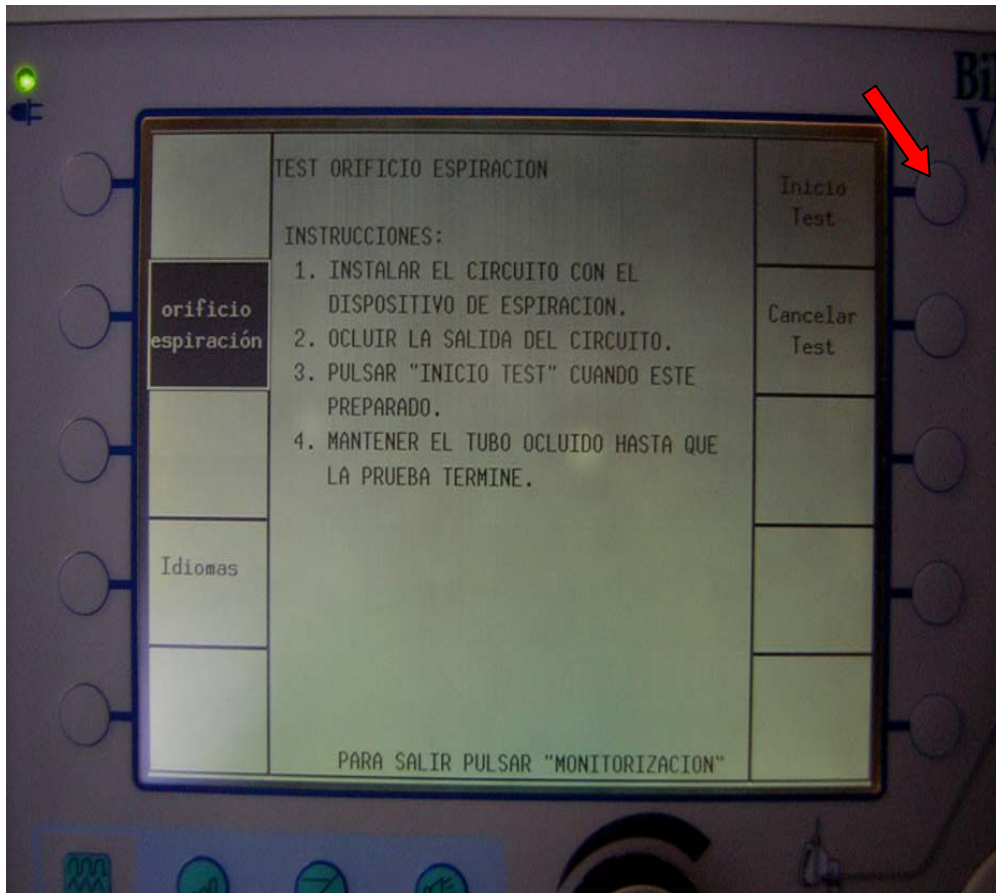 TEST ORIFICIO ESPIRACION
INSTRUCCIONES:
1. INSTALAR EL CIRCUITO CON EL
DISPOSITIVO DE ESPIRACION.
2. OCLUIR LA SALIDA DEL CIRCUITO.
3. PULSAR "INICIO TEST" CUANDO ESTE
PREPARADO.
4. MANTENER EL TUBO OCLUIDO HASTA QUE
LA PRUEBA TERMINE.
PARA SALIR PULSAR "MONITORIZACION"
orificio
espiración
Idiomas
Inicio
Test
Cancelar
Test